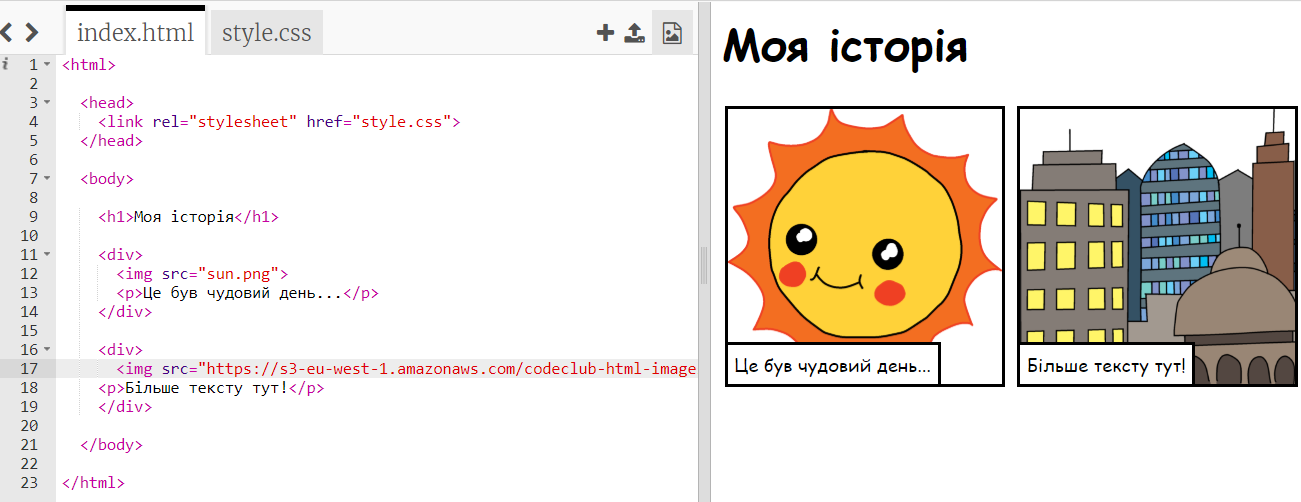 index.html style.css
1 <html>
2
3 <head>
4 <link rel="stylesheet" href="style.css">
5 </head>
6
7 <body>
8
9 <h1>Моя історія</h1>
10
11 <div>
12 <img src="sun.png">
13 <p>Це був чудовий день...</p>
14 </div>
15
16 <div>
17 <img src="https://s3-eu-west-1.amazonaws.com/codeclub-html-image
18 <p>Більше тексту тут!</p>
19 </div>
20
21 </body>
22
23 </html>
Моя історія
Це був чудовий день...
Більше тексту тут!